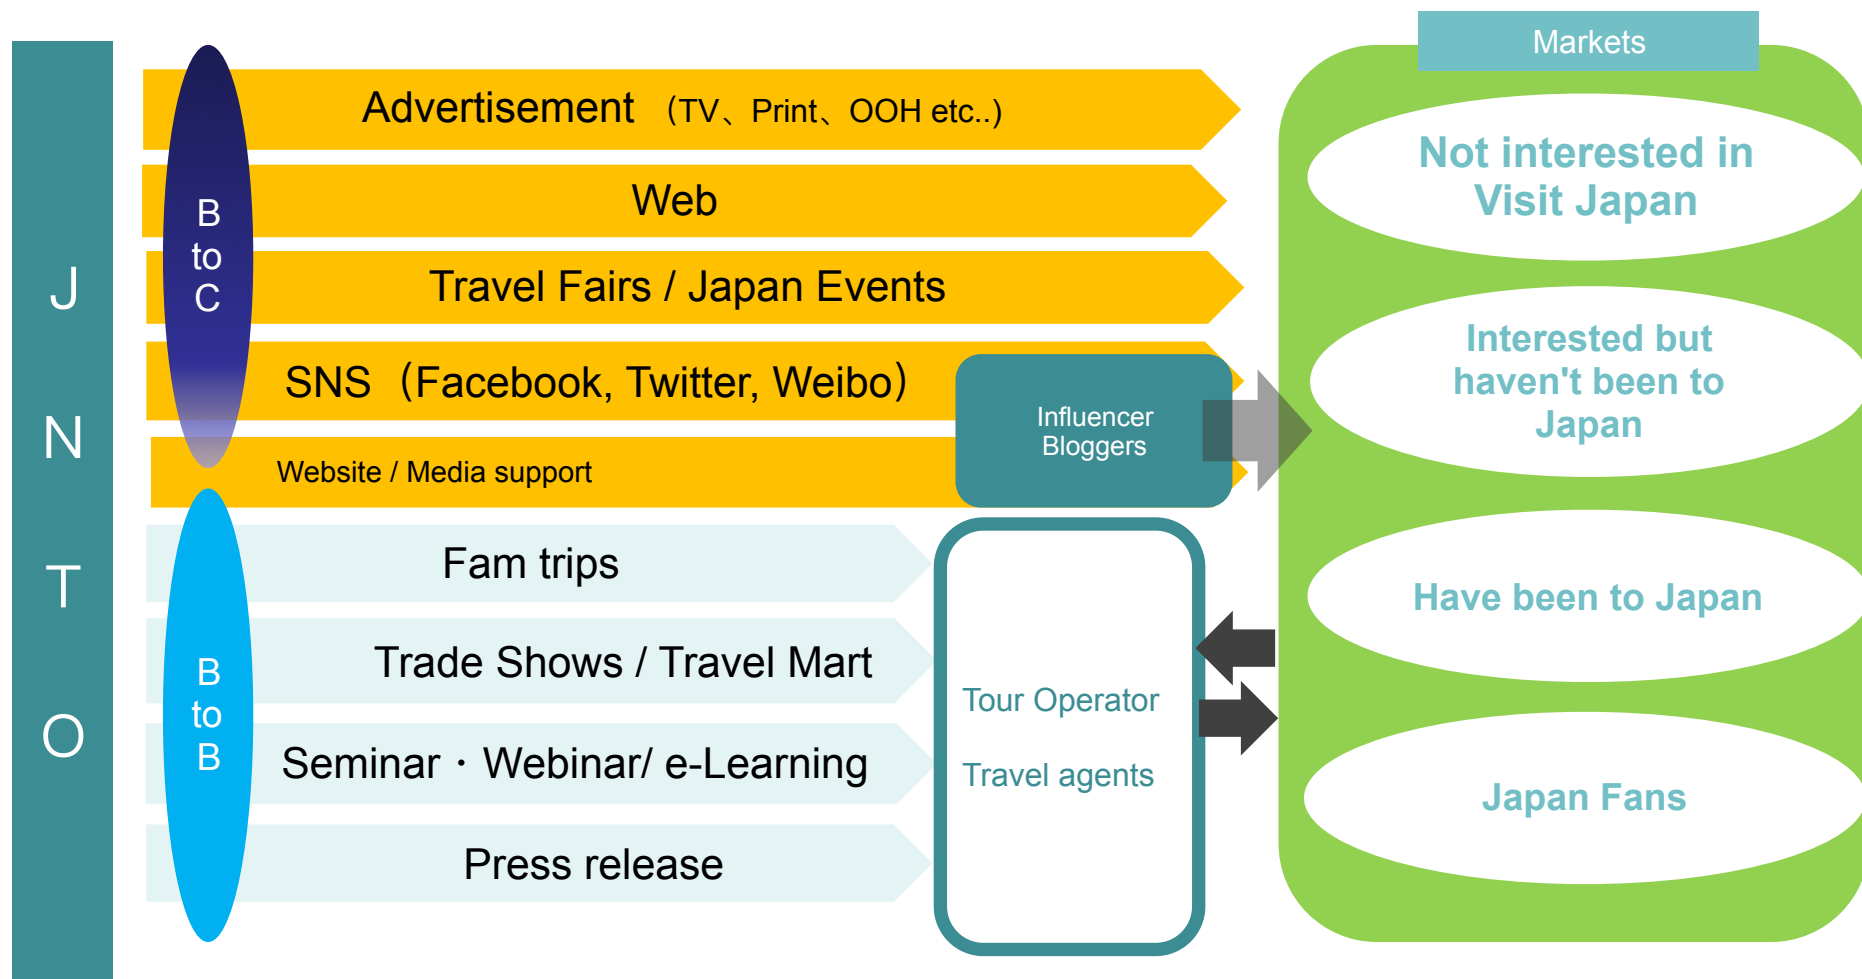 J
N
T
O
B
to
C
B
to
B
Advertisement （TV、Print、OOH etc..)
Web
Travel Fairs / Japan Events
SNS（Facebook, Twitter, Weibo）
Website / Media support
Influencer
Bloggers
Fam trips
Trade Shows / Travel Mart
Seminar・Webinar/ e-Learning
Press release
Tour Operator
Travel agents
Markets
Not interested in
Visit Japan
Interested but
haven't been to
Japan
Have been to Japan
Japan Fans